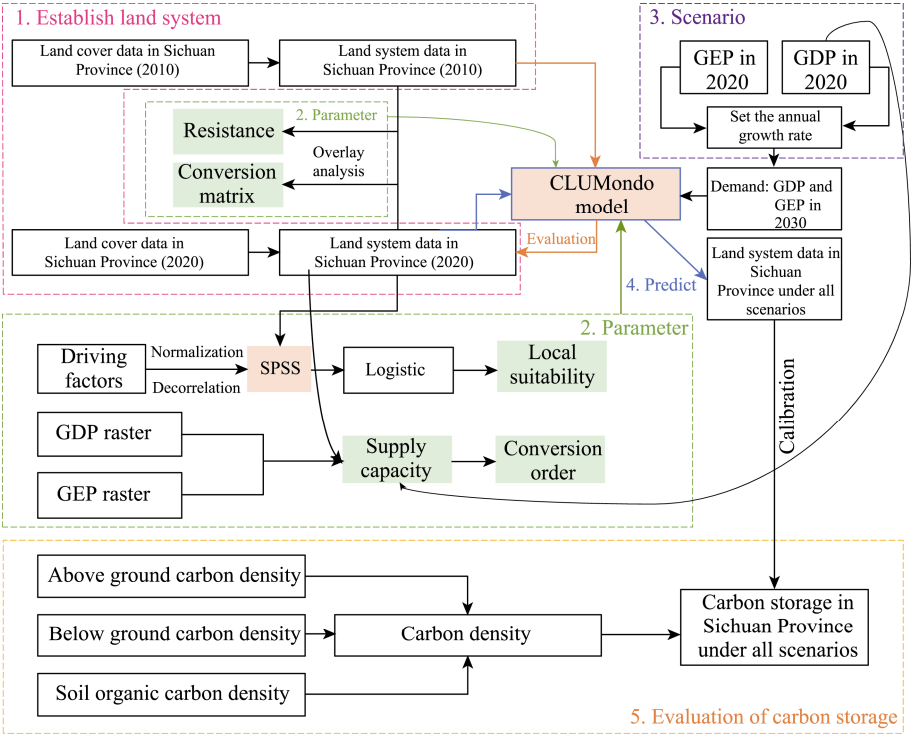 1. Establish land system
Land cover data in Sichuan
Province (2010)
Land system data in
Sichuan Province (2010)
2. Parameter
Resistance
Overlay
analysis
Conversion
matrix
Land cover data in
Sichuan Province (2020)
Land system data in
Sichuan Province (2020)
3. Scenario
GEP in
2020
GDP in
2020
Set the annual
growth rate
CLUMondo
model
Demand: GDP and
GEP in
2030
Evaluation
4. Predict
Land system data in
Sichuan
Province under all
scenarios
2. Parameter
Driving
factors
Normalization
Decorrelation
SPSS
Logistic
Local
suitability
GDP raster
GEP raster
Supply
capacity
Conversion
order
Calibration
Above ground carbon density
Below ground carbon density
Soil organic carbon density
Carbon density
Carbon storage in
Sichuan Province
under all scenarios
5. Evaluation of carbon storage